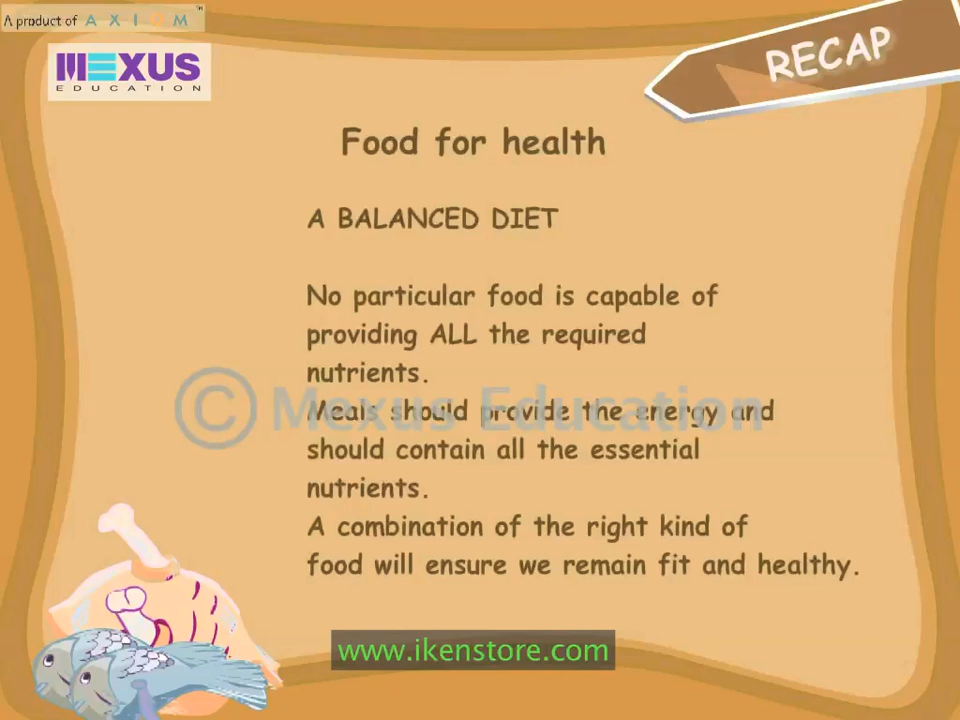 A product of AXIOM™
MEXUS
EDUCATION
RECAP
Food for health
A BALANCED DIET
No particular food is capable of
providing ALL the required
nutrients.
Meals should provide the energy and
should contain all the essential
nutrients.
A combination of the right kind of
food will ensure we remain fit and healthy.
© Mexus Education
www.ikenstore.com